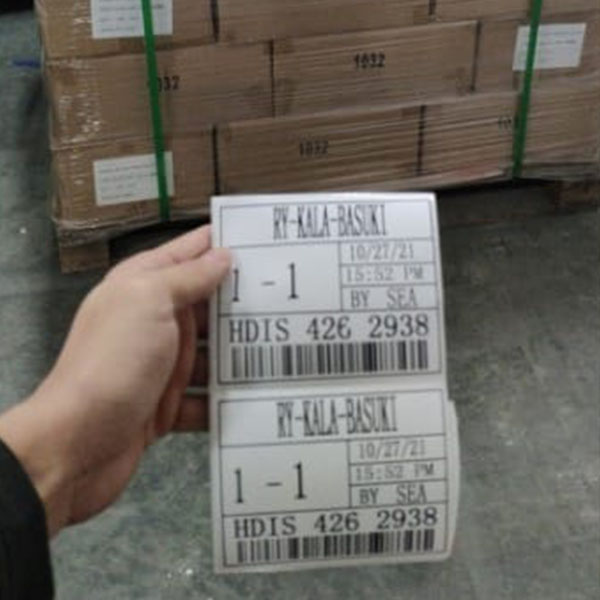 1032
1032
1032
RY-KALA-BASUKI
1 - 1
10/27/21
15:52 PM
BY SEA
HDIS 426 2938
RY-KALA-BASUKI
1 - 1
10/27/21
15:52 PM
BY SEA
HDIS 426 2938